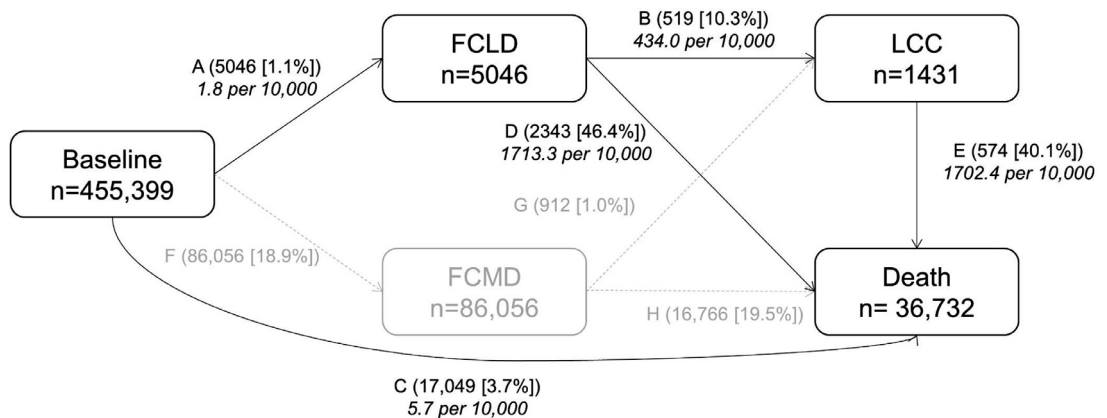 B (519 [10.3%])
434.0 per 10,000
FCLD
n=5046
LCC
n=1431
A (5046 [1.1%])
1.8 per 10,000
D (2343 [46.4%])
1713.3 per 10,000
E (574 [40.1%])
1702.4 per 10,000
Baseline
n=455,399
G (912 [1.0%])
F (86,056 [18.9%])
FCMD
n=86,056
Death
n= 36,732
H (16,766 [19.5%])
C (17,049 [3.7%])
5.7 per 10,000